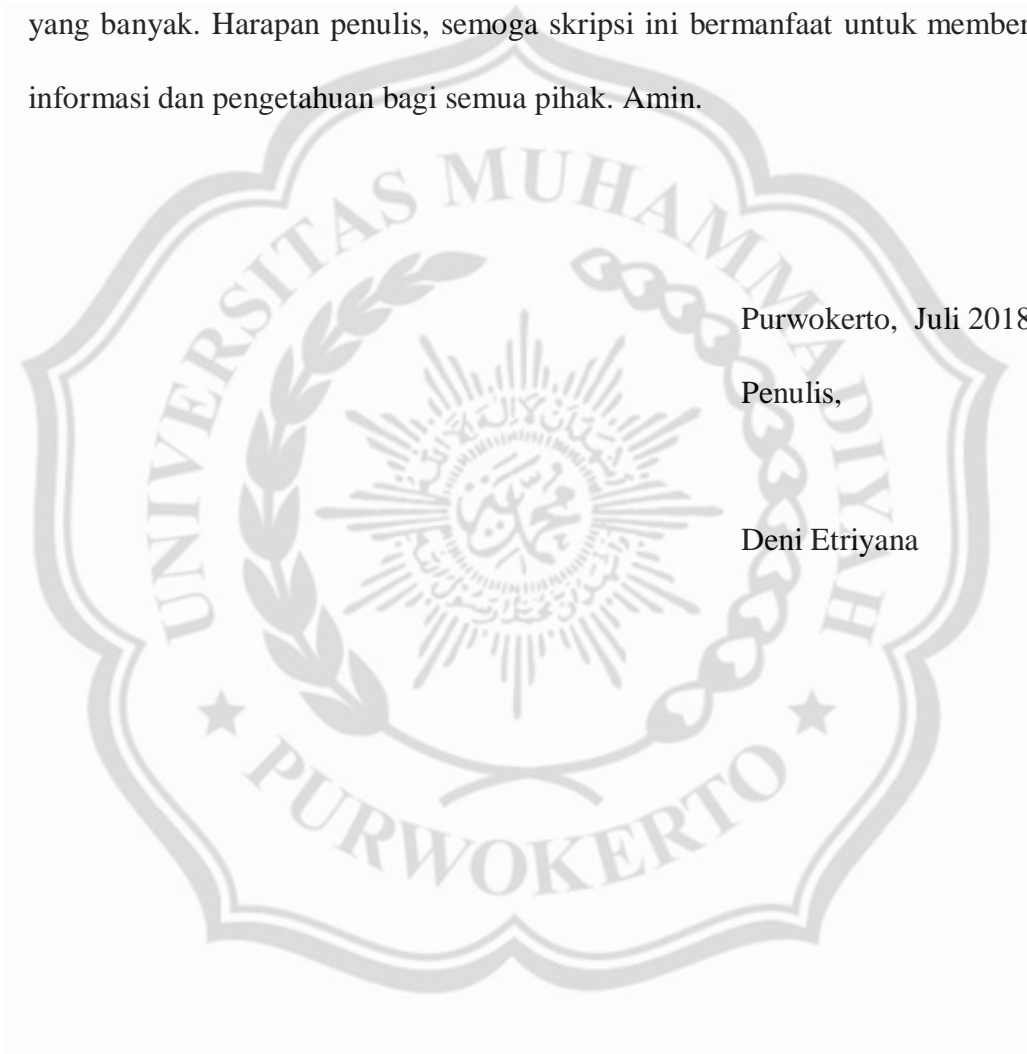 yang banyak. Harapan penulis, semoga skripsi ini bermanfaat untuk member
informasi dan pengetahuan bagi semua pihak. Amin.
UNIVERSITAS MUHAMMADIYAH
Purwokerto, Juli 2018
Penulis,
Deni Etriyana
PURWOKERTO